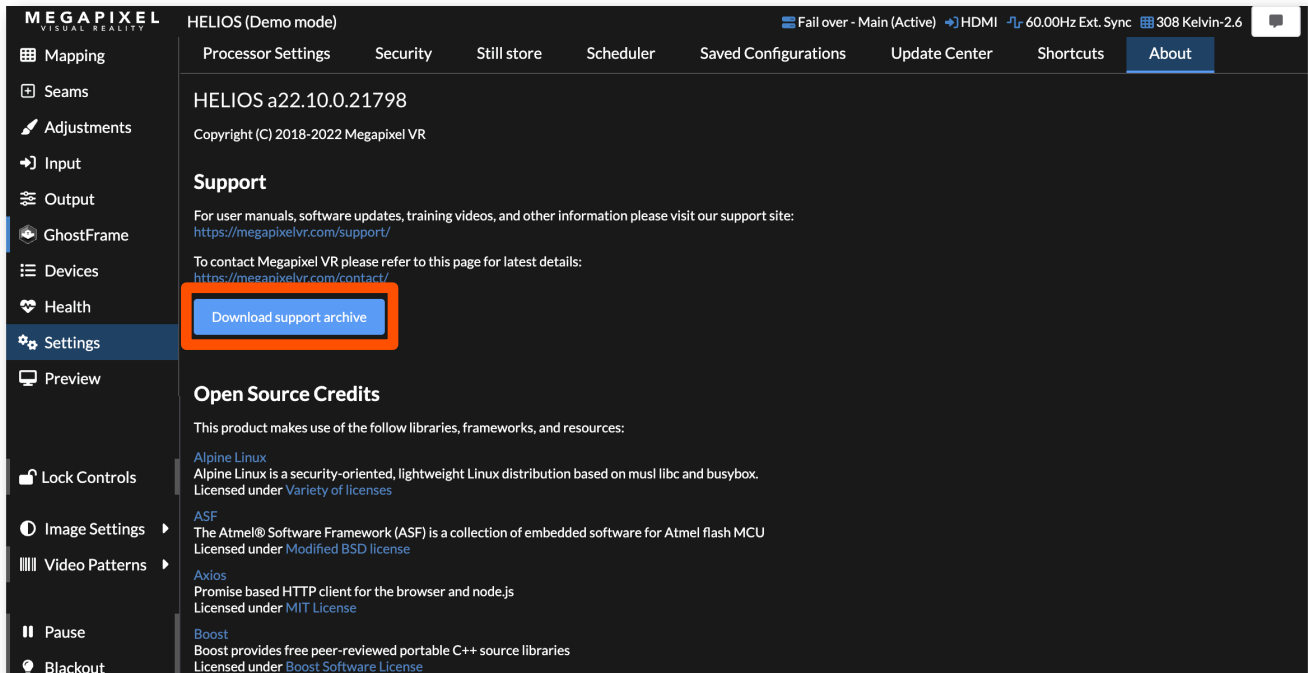 MEGAPIXEL
VISUAL REALITY
HELIOS (Demo mode)
Fail over - Main (Active) HDMI 60.00Hz Ext. Sync 308 Kelvin-2.6
Mapping
Seams
Adjustments
Input
Output
GhostFrame
Devices
Health
Settings
Preview
Lock Controls
Image Settings
Video Patterns
Pause
Blackout
Processor Settings Security Still store Scheduler Saved Configurations Update Center Shortcuts About
HELIOS a22.10.0.21798
Copyright (C) 2018-2022 Megapixel VR
Support
For user manuals, software updates, training videos, and other information please visit our support site:
https://megapixelvr.com/support/
To contact Megapixel VR please refer to this page for latest details:
https://megapixelvr.com/contact/
Download support archive
Open Source Credits
This product makes use of the follow libraries, frameworks, and resources:
Alpine Linux
Alpine Linux is a security-oriented, lightweight Linux distribution based on musl libc and busybox.
Licensed under Variety of licenses
ASF
The Atmel® Software Framework (ASF) is a collection of embedded software for Atmel flash MCU
Licensed under Modified BSD license
Axios
Promise based HTTP client for the browser and node.js
Licensed under MIT License
Boost
Boost provides free peer-reviewed portable C++ source libraries
Licensed under Boost Software License